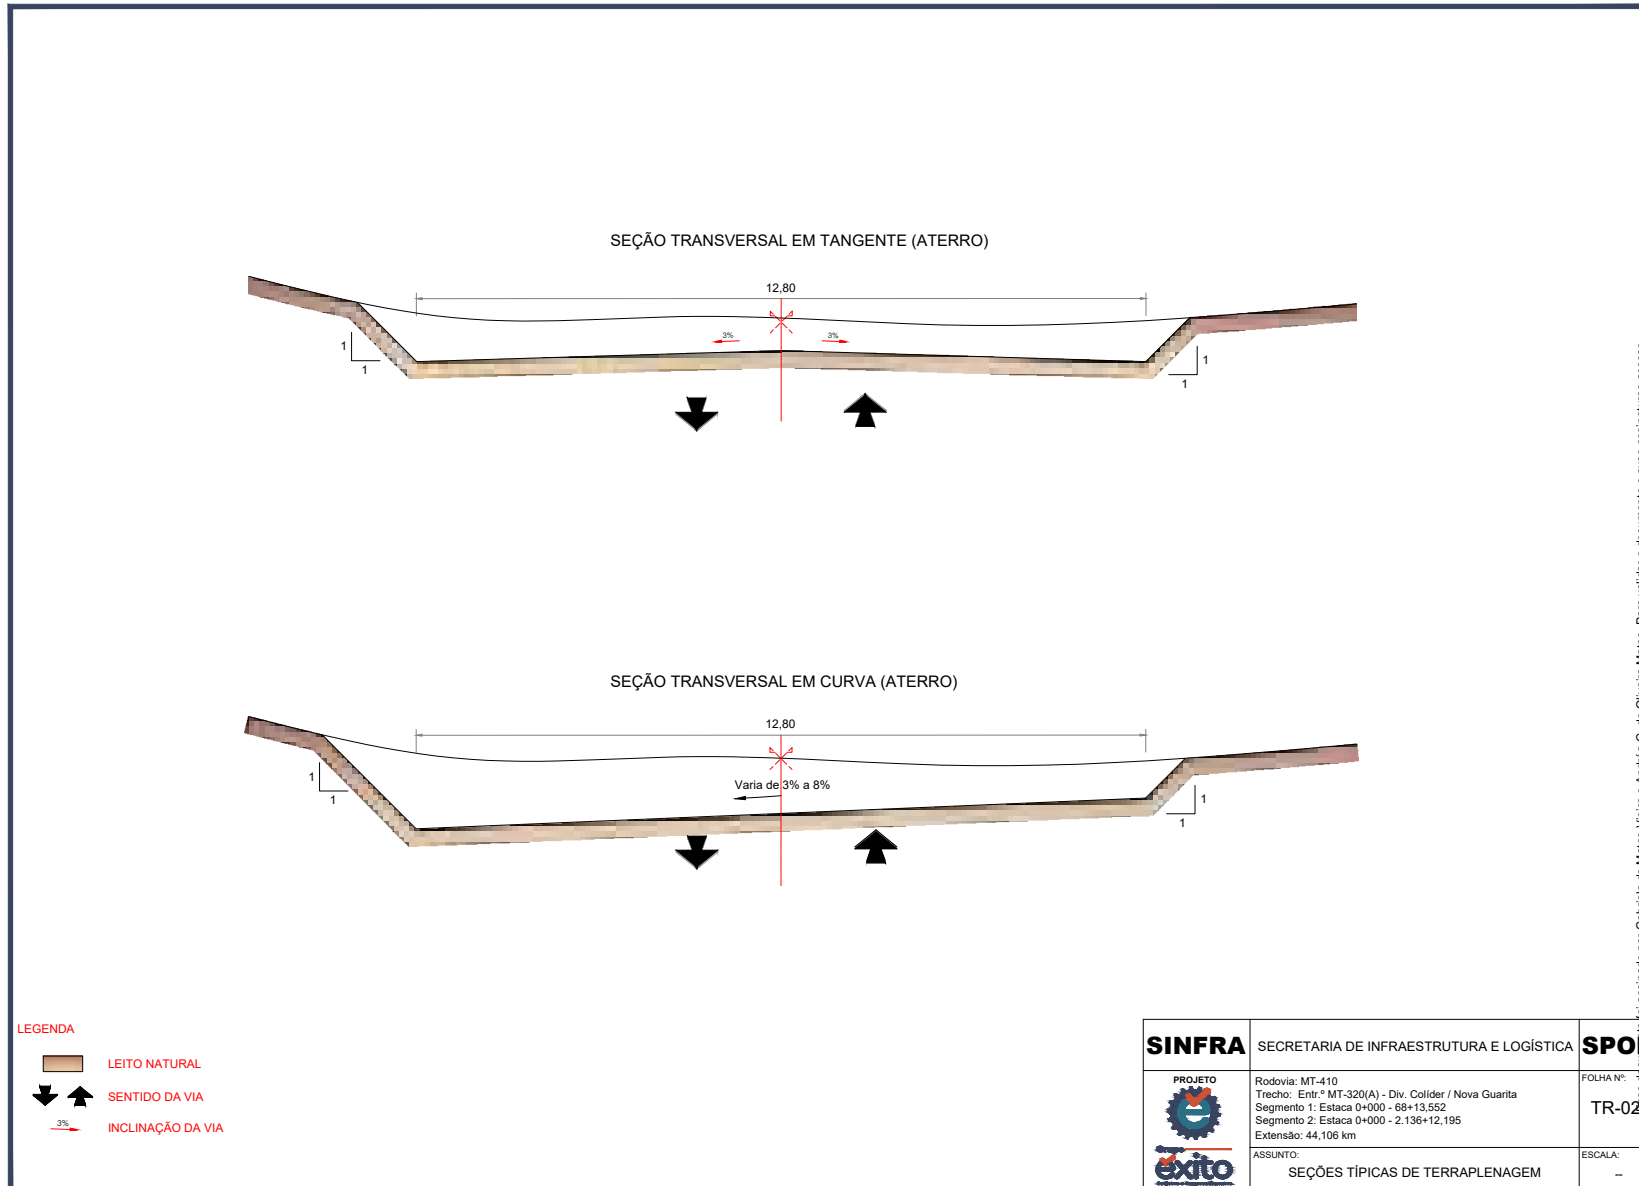 SEÇÃO TRANSVERSAL EM TANGENTE (ATERRO)
12,80
3%
3%
1
1
1
1
SEÇÃO TRANSVERSAL EM CURVA (ATERRO)
12,80
Varia de 3% a 8%
1
1
1
1
LEGENDA
LEITO NATURAL
SENTIDO DA VIA
3%
INCLINAÇÃO DA VIA
SINFRA
SECRETARIA DE INFRAESTRUTURA E LOGÍSTICA
PROJETO
Rodovia: MT-410
Trecho: Entr.º MT-320(A) - Div. Colíder / Nova Guarita
Segmento 1: Estaca 0+000 - 68+13,552
Segmento 2: Estaca 0+000 - 2.136+12,195
Extensão: 44,106 km
FOLHA Nº:
TR-02
êxito
ASSUNTO:
SEÇÕES TÍPICAS DE TERRAPLENAGEM
ESCALA:
--